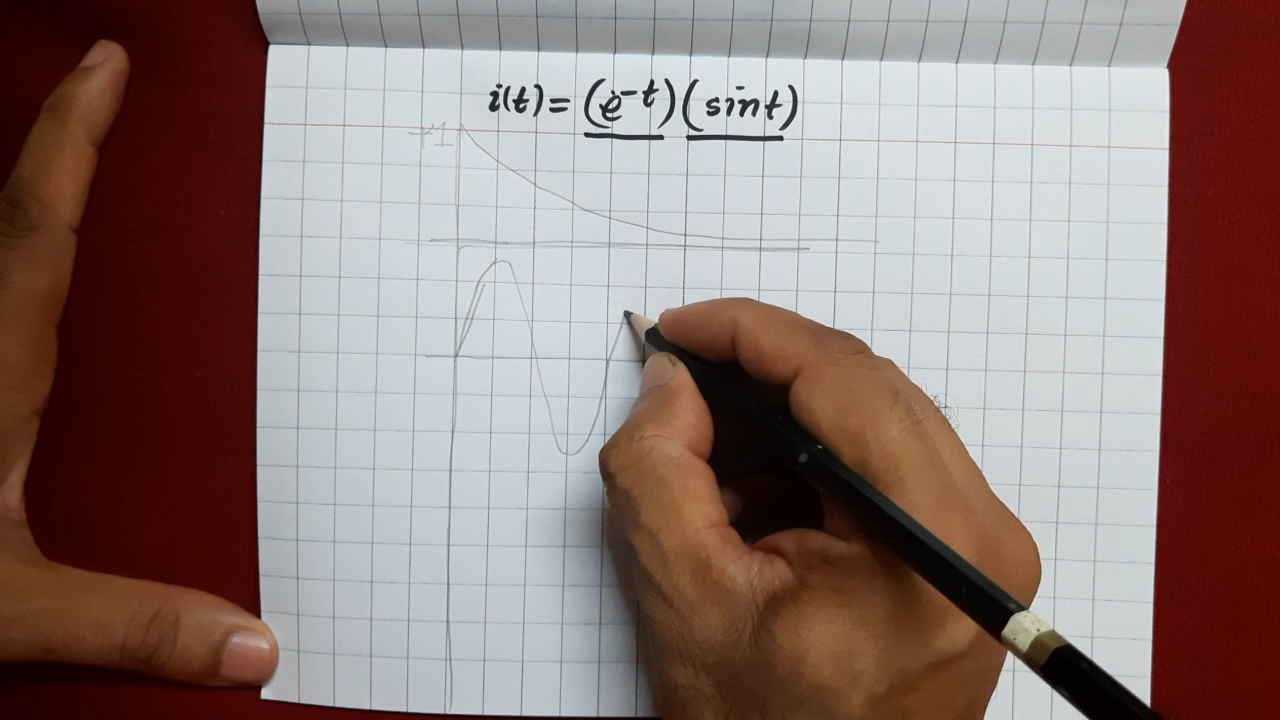 i(t) = (e^-t)(sint)
+1